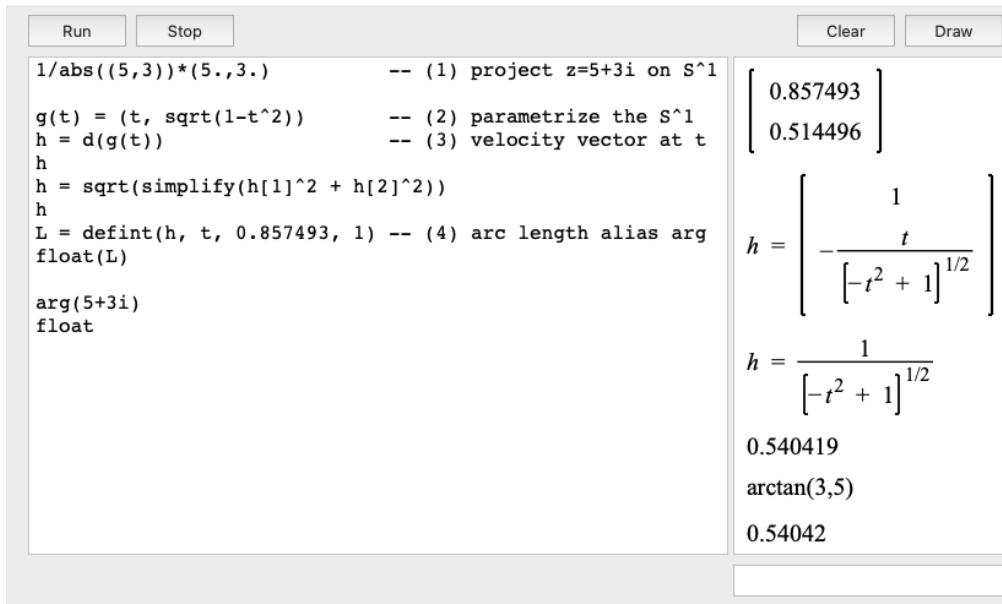 Run Stop Clear Draw
1/abs((5,3))*(5.,3.) -- (1) project z=5+3i on S^1
g(t) = (t, sqrt(1-t^2)) -- (2) parametrize the S^1
h = d(g(t)) -- (3) velocity vector at t
h
h = sqrt(simplify(h[1]^2 + h[2]^2))
h
L = defint(h, t, 0.857493, 1) -- (4) arc length alias arg
float(L)
arg(5+3i)
float
0.857493
0.514496
1
h = - t
[-t² + 1]^1/2
1
h =
[-t² + 1]^1/2
0.540419
arctan(3,5)
0.54042